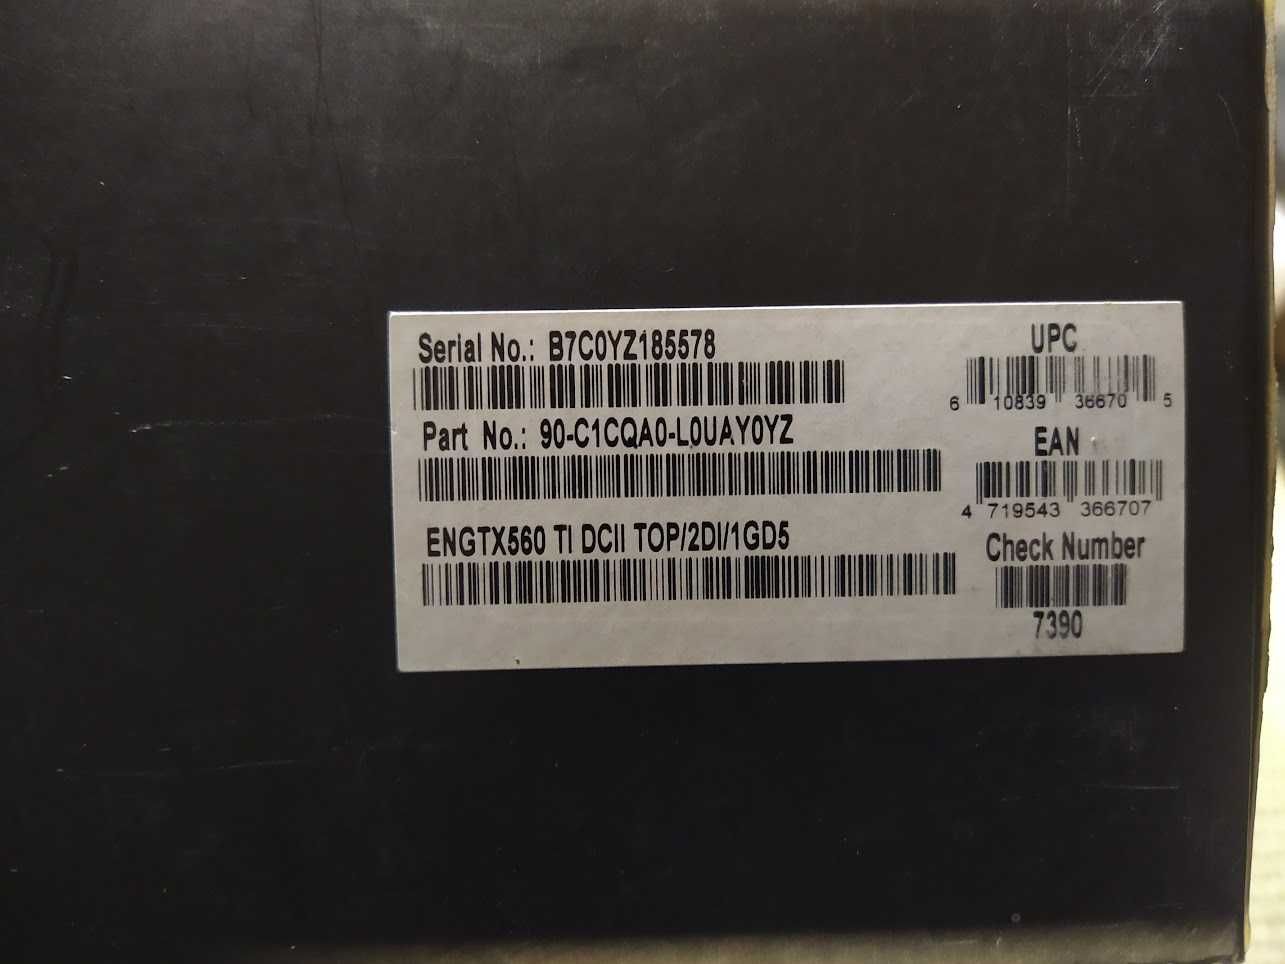 Serial No.: B7C0YZ185578
Part No.: 90-C1CQA0-L0UAY0YZ
ENGTX560 TI DCII TOP/2DI/1GD5
UPC
6 10839 36670 5
EAN
4 719543 366707
Check Number
7390